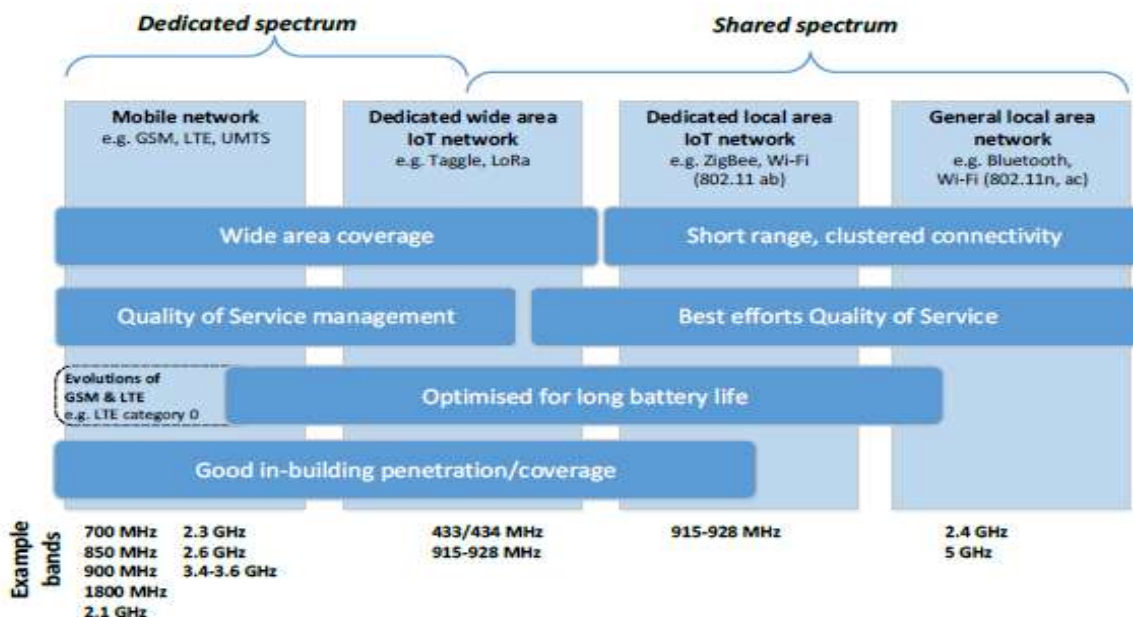 Dedicated spectrum
Shared spectrum
Mobile network
e.g. GSM, LTE, UMTS
Dedicated wide area
IoT network
e.g. Taggle, LoRa
Dedicated local area
IoT network
e.g. ZigBee, Wi-Fi
(802.11 ab)
General local area
network
e.g. Bluetooth,
Wi-Fi (802.11n, ac)
Wide area coverage
Short range, clustered connectivity
Quality of Service management
Best efforts Quality of Service
Evolutions of
GSM & LTE
e.g. LTE category 0
Optimised for long battery life
Good in-building penetration/coverage
Example
bands
700 MHz
850 MHz
900 MHz
1800 MHz
2.1 GHz
2.3 GHz
2.6 GHz
3.4-3.6 GHz
433/434 MHz
915-928 MHz
915-928 MHz
2.4 GHz
5 GHz